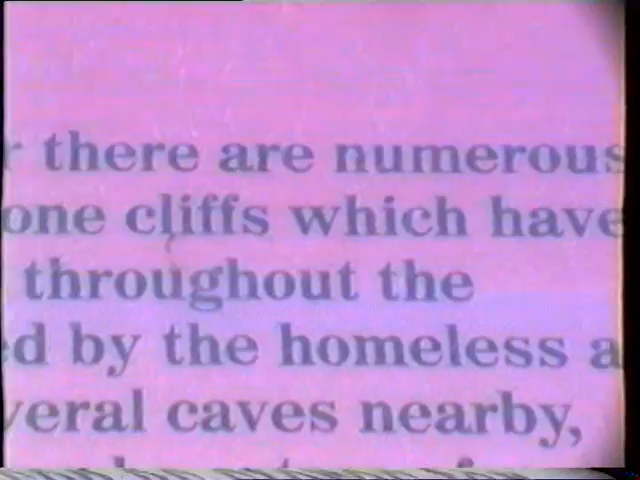 r there are numerous
one cliffs which have
throughout the
ed by the homeless a
veral caves nearby,